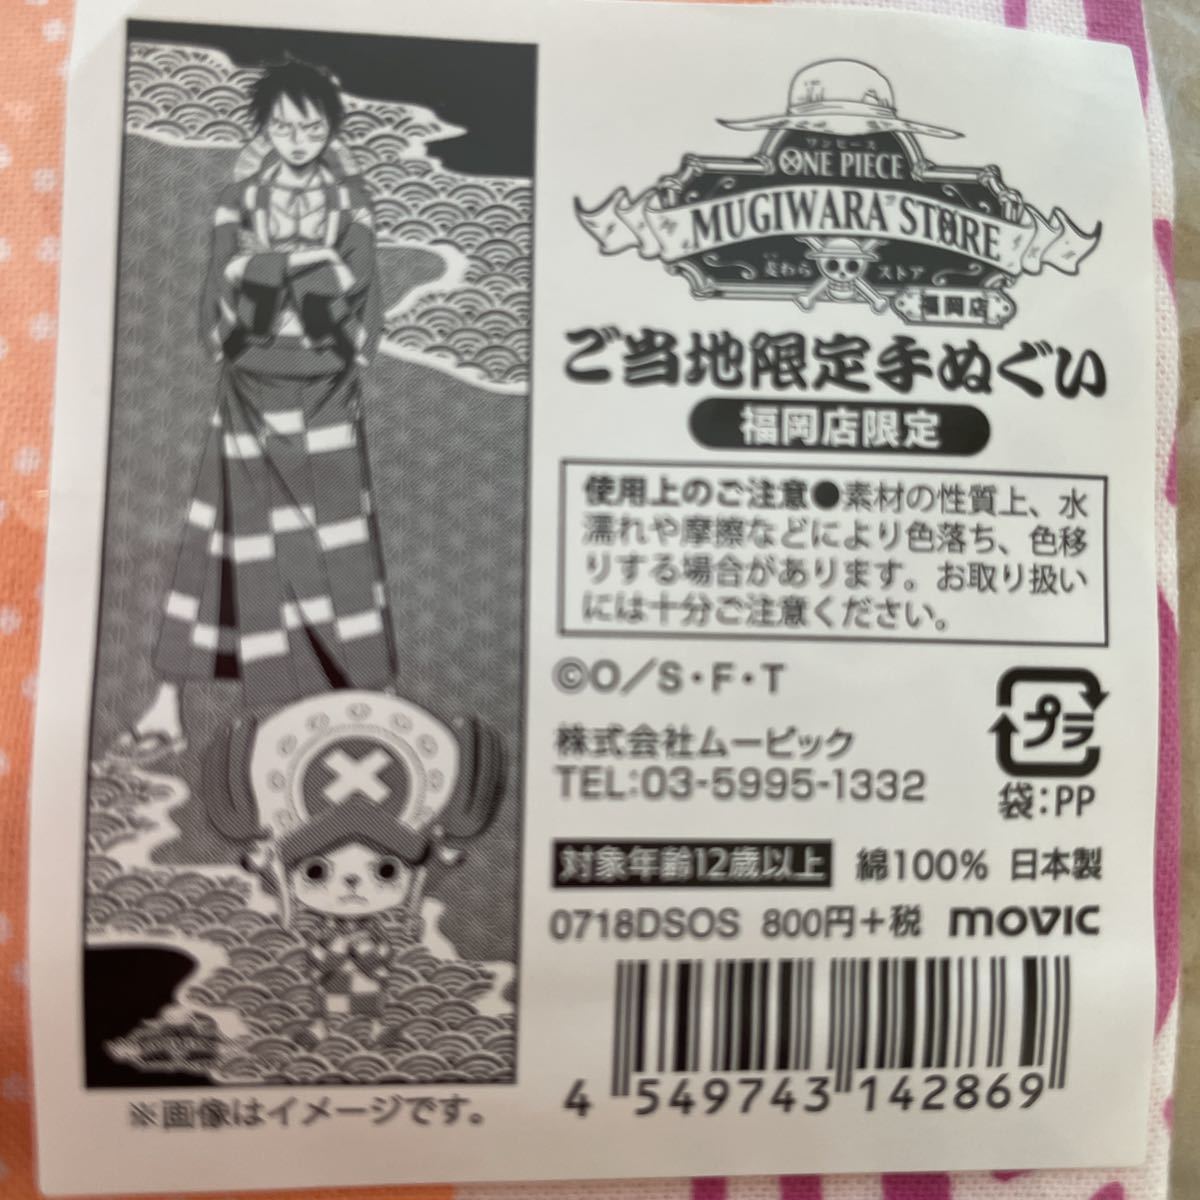 ワンピース
ONE PIECE
MUGIWARA STORE
麦わら ストア
福岡店
ご当地限定手ぬぐい
福岡店限定
使用上のご注意●素材の性質上、水
濡れや摩擦などにより色落ち、色移
りする場合があります。お取り扱い
には十分ご注意ください。
©O／S・F・T
株式会社ムービック
TEL:03-5995-1332
プラ
袋：PP
対象年齢12歳以上 綿100% 日本製
0718DSOS 800円＋税 movic
4 549743 142869
※画像はイメージです。